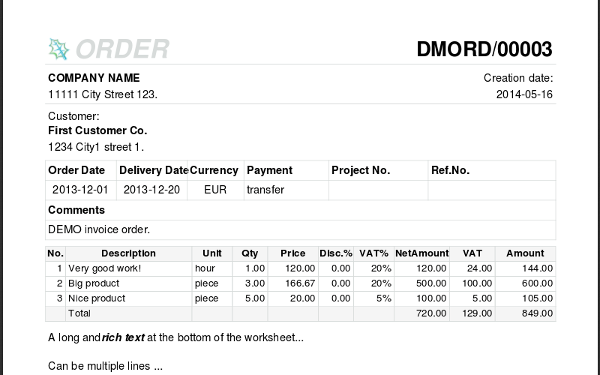 ORDER DMORD/00003
COMPANY NAME Creation date:
11111 City Street 123. 2014-05-16
Customer:
First Customer Co.
1234 City1 street 1.
Order Date Delivery Date Currency Payment Project No. Ref.No.
2013-12-01 2013-12-20 EUR transfer
Comments
DEMO invoice order.
No. Description Unit Qty Price Disc.% VAT% NetAmount VAT Amount
1 Very good work! hour 1.00 120.00 0.00 20% 120.00 24.00 144.00
2 Big product piece 3.00 166.67 0.00 20% 500.00 100.00 600.00
3 Nice product piece 5.00 20.00 0.00 5% 100.00 5.00 105.00
Total 720.00 129.00 849.00
A long and rich text at the bottom of the worksheet...
Can be multiple lines ...